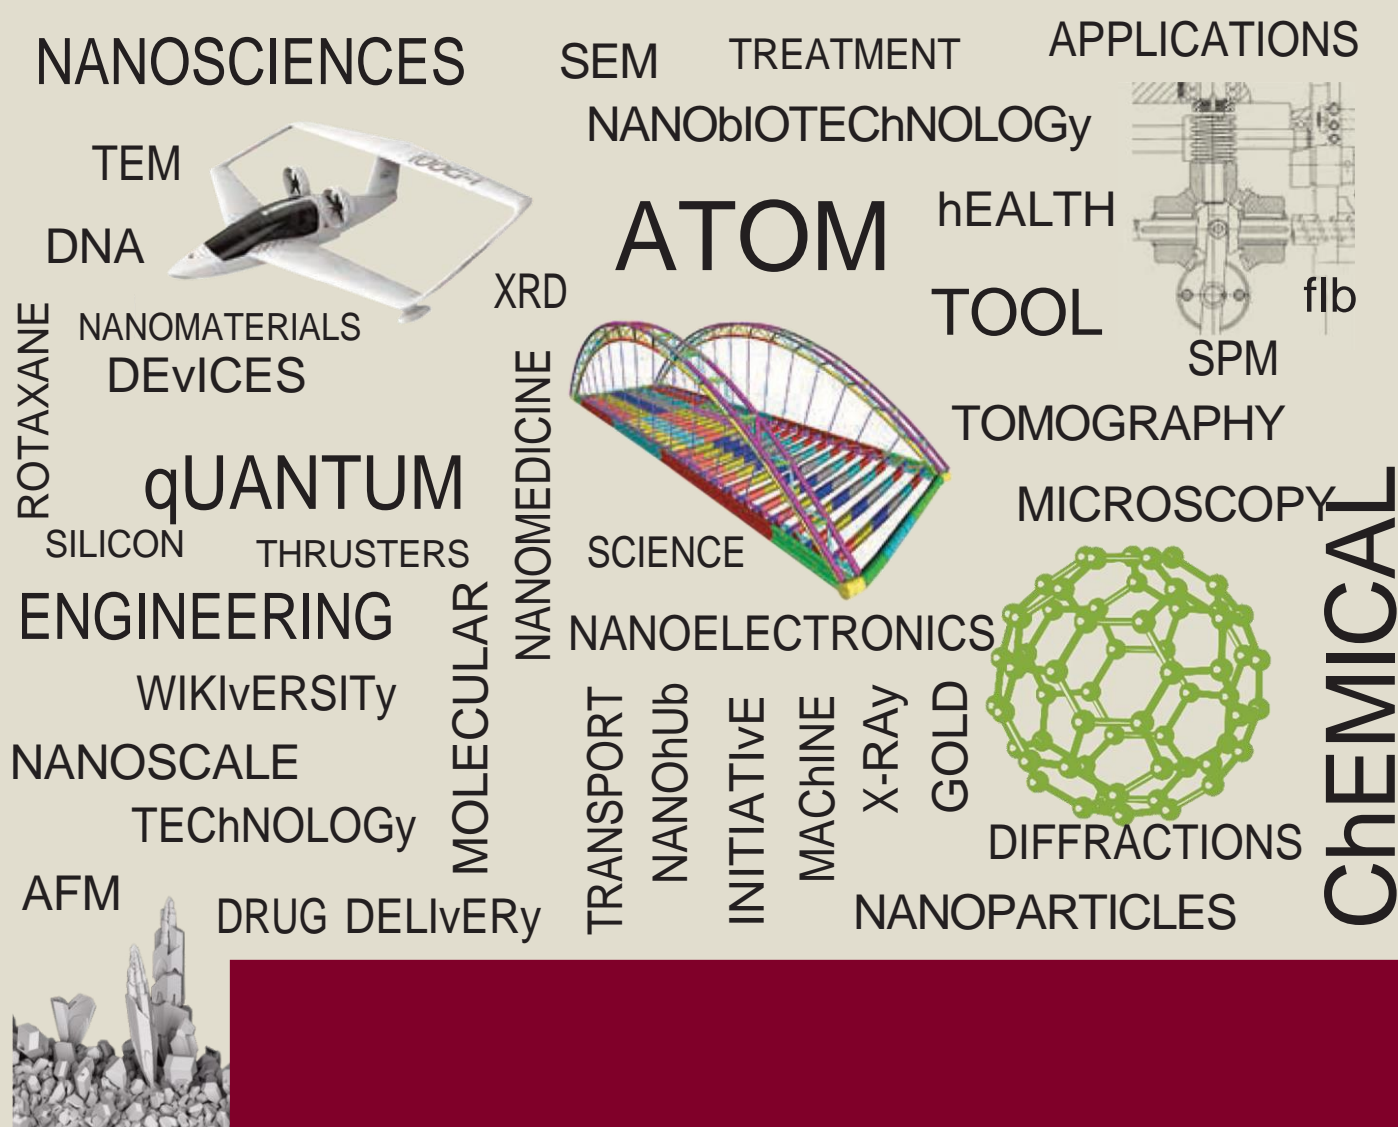 NANOSCIENCES
SEM
TREATMENT
APPLICATIONS
NANObIOTEChNOLOGy
TEM
ATOM
hEALTH
DNA
XRD
TOOL
fIb
ROTAXANE
NANOMATERIALS
DEvICES
SPM
NANOMEDICINE
TOMOGRAPHY
qUANTUM
MICROSCOPY
ChEMICAL
SILICON
THRUSTERS
SCIENCE
ENGINEERING
MOLECULAR
NANOELECTRONICS
WIKIvERSITy
TRANSPORT
NANOhUb
INITIATIvE
MAChINE
X-RAy
GOLD
NANOSCALE
TEChNOLOGy
DIFFRACTIONS
AFM
DRUG DELIvERy
NANOPARTICLES